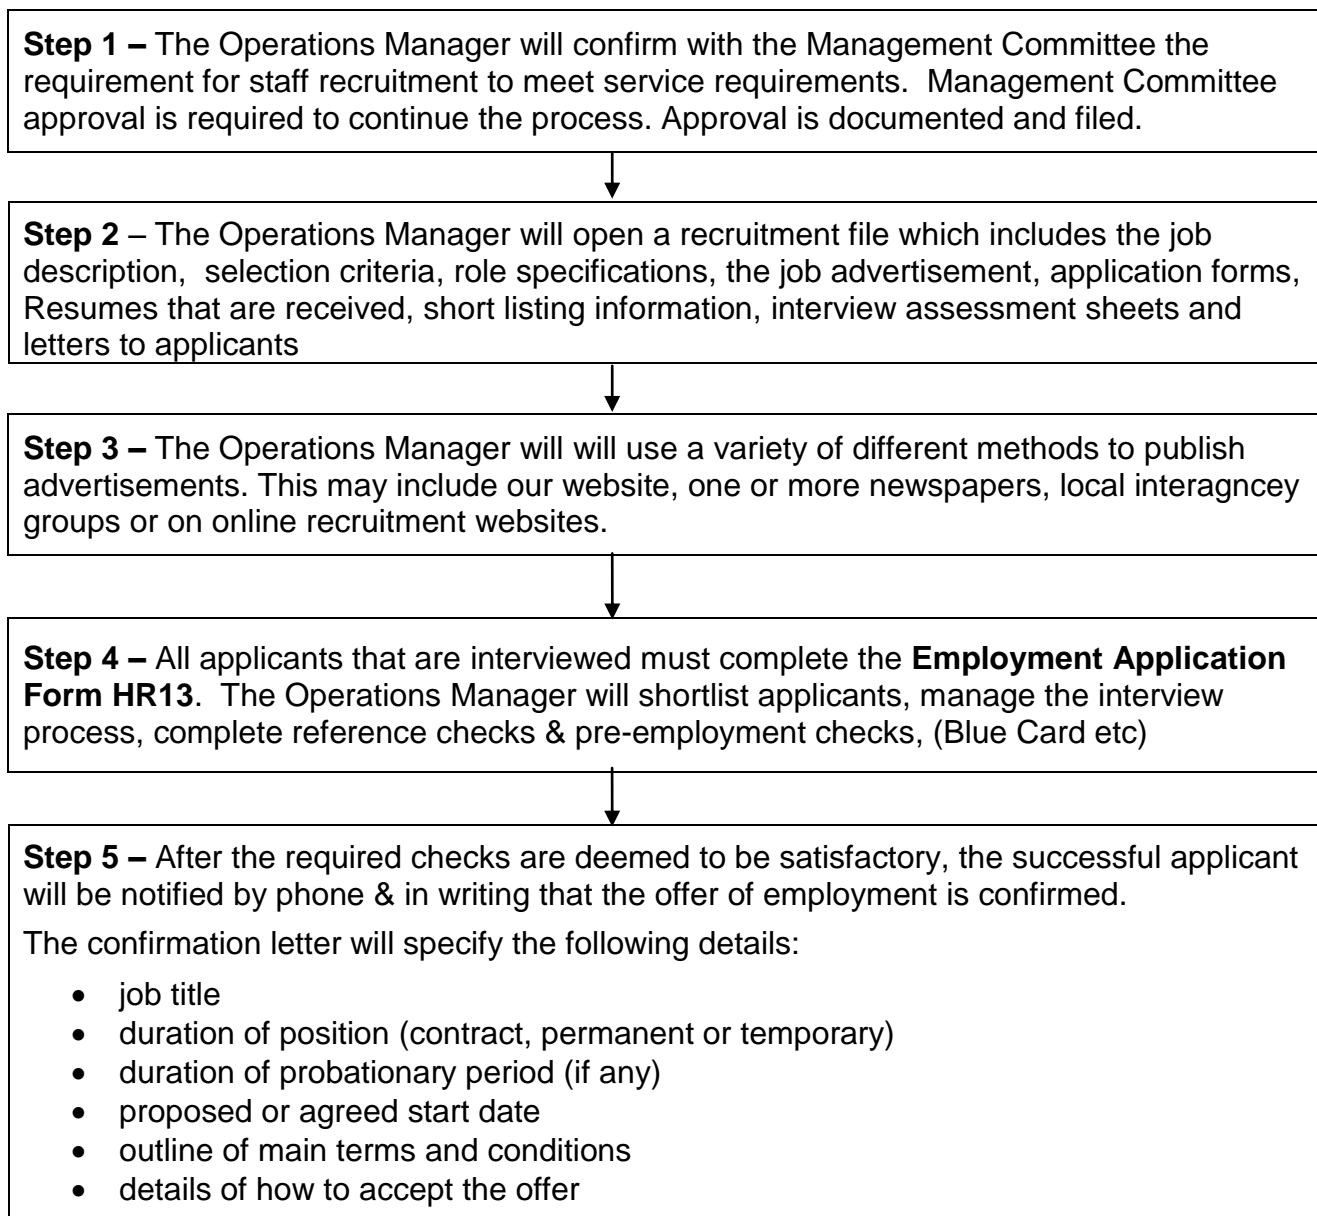 Step 1 – The Operations Manager will confirm with the Management Committee the
requirement for staff recruitment to meet service requirements.  Management Committee
approval is required to continue the process. Approval is documented and filed.
Step 2 – The Operations Manager will open a recruitment file which includes the job
description,  selection criteria, role specifications, the job advertisement, application forms,
Resumes that are received, short listing information, interview assessment sheets and
letters to applicants
Step 3 – The Operations Manager will will use a variety of different methods to publish
advertisements. This may include our website, one or more newspapers, local interagncey
groups or on online recruitment websites.
Step 4 – All applicants that are interviewed must complete the Employment Application
Form HR13.  The Operations Manager will shortlist applicants, manage the interview
process, complete reference checks & pre-employment checks, (Blue Card etc)
Step 5 – After the required checks are deemed to be satisfactory, the successful applicant
will be notified by phone & in writing that the offer of employment is confirmed.
The confirmation letter will specify the following details:
• job title
• duration of position (contract, permanent or temporary)
• duration of probationary period (if any)
• proposed or agreed start date
• outline of main terms and conditions
• details of how to accept the offer